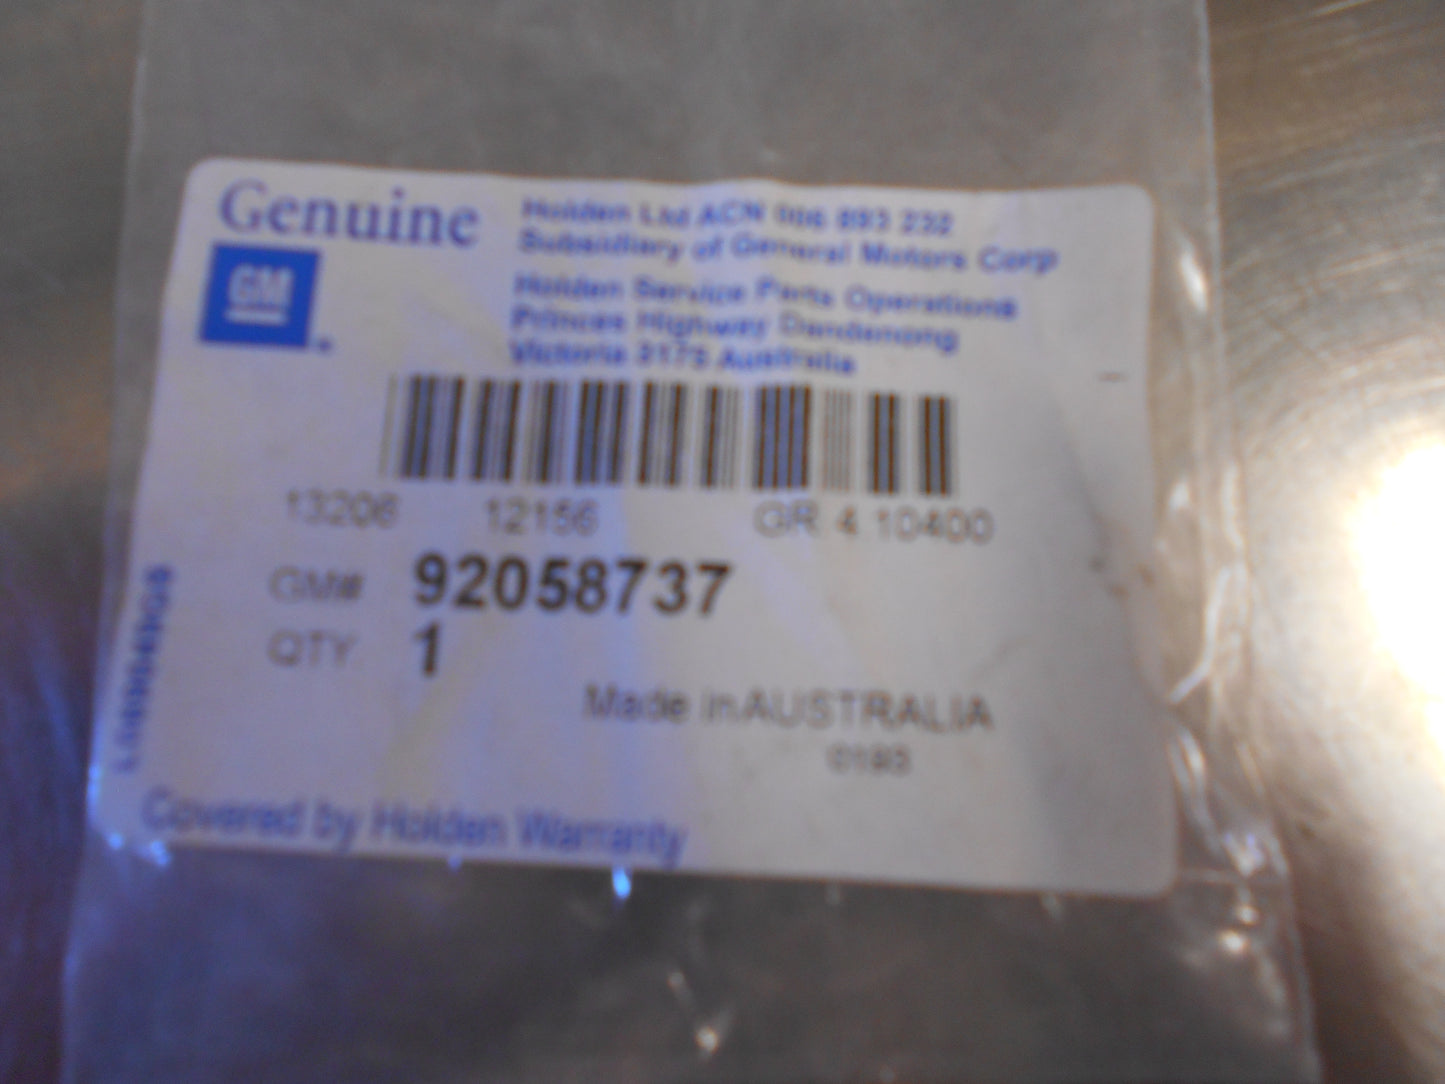 Genuine
GM
Holden Ltd ACN 006 893 232
Subsidiary of General Motors Corp
Holden Service Parts Operations
Princes Highway Dandenong
Victoria 3175 Australia
13206 12156 GR 4 10400
GM# 92058737
QTY 1
Made in AUSTRALIA
Covered by Holden Warranty